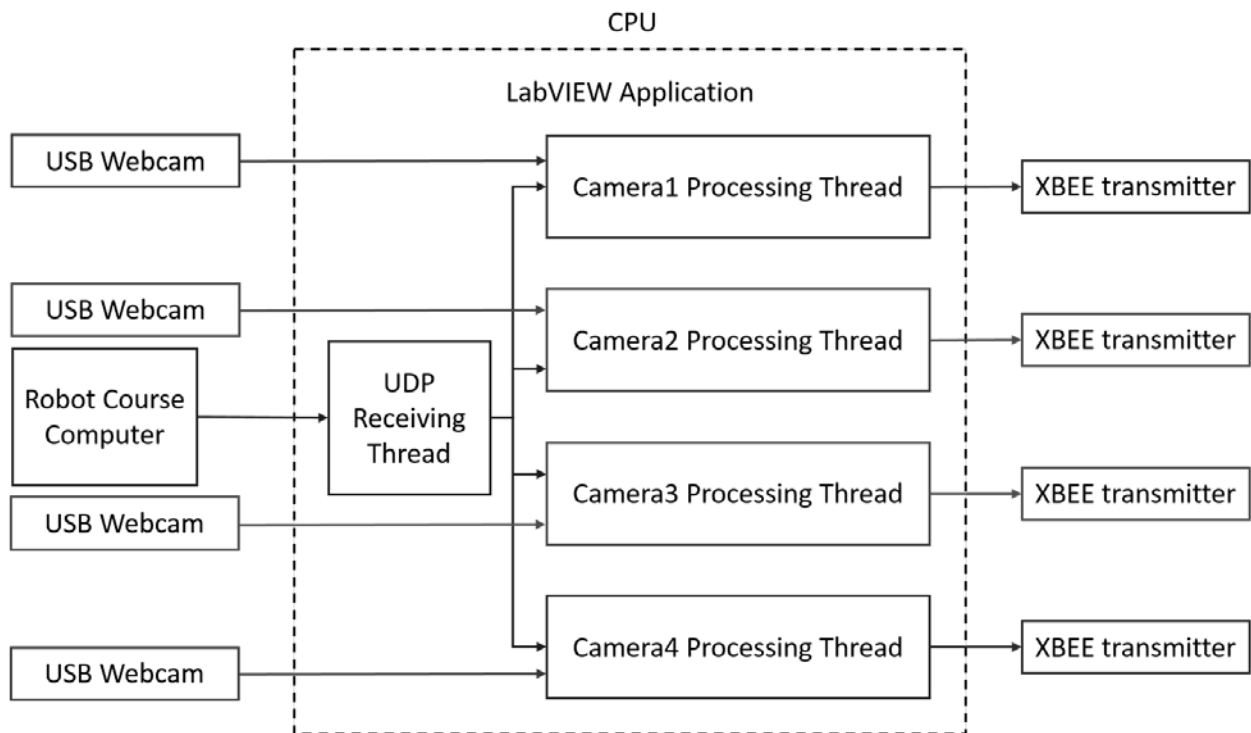 CPU
LabVIEW Application
USB Webcam
Camera1 Processing Thread
XBEE transmitter
USB Webcam
Camera2 Processing Thread
XBEE transmitter
Robot Course
Computer
UDP
Receiving
Thread
USB Webcam
Camera3 Processing Thread
XBEE transmitter
USB Webcam
Camera4 Processing Thread
XBEE transmitter